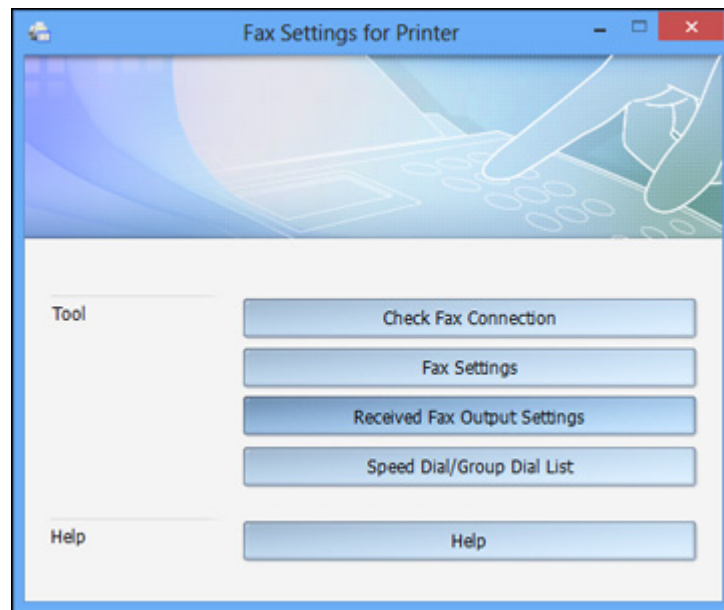 Fax Settings for Printer
Tool
Check Fax Connection
Fax Settings
Received Fax Output Settings
Speed Dial/Group Dial List
Help
Help